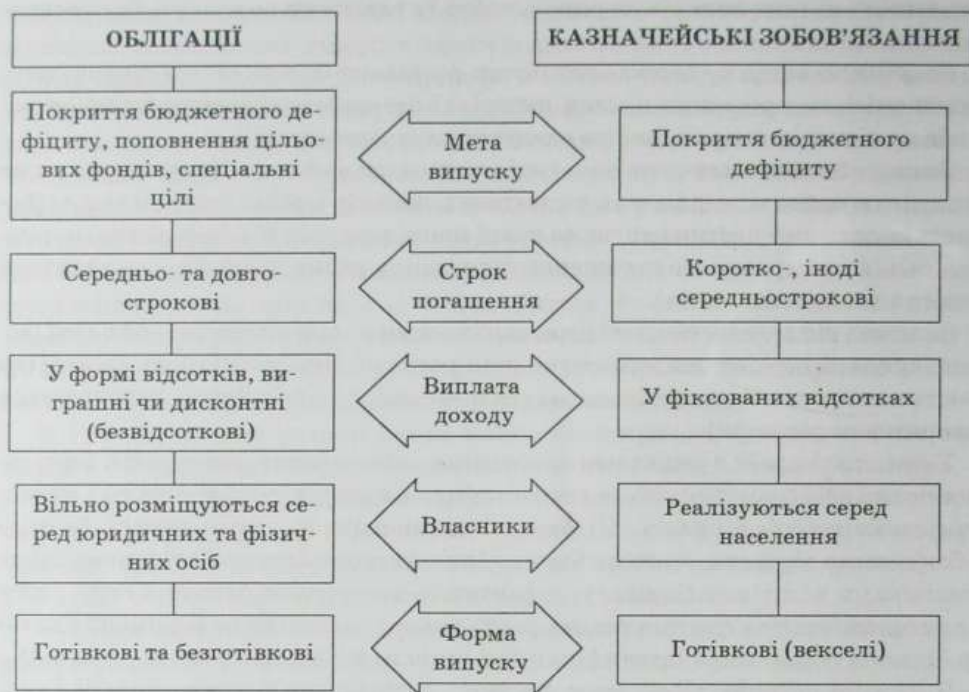 ОБЛІГАЦІЇ
КАЗНАЧЕЙСЬКІ ЗОБОВ’ЯЗАННЯ
Покриття бюджетного де-
фіциту, поповнення цільо-
вих фондів, спеціальні
цілі
Мета
випуску
Покриття бюджетного
дефіциту
Середньо- та довго-
строкові
Строк
погашення
Коротко-, іноді
середньострокові
У формі відсотків, ви-
грашні чи дисконтні
(безвідсоткові)
Виплата
доходу
У фіксованих відсотках
Вільно розміщуються се-
ред юридичних та фізич-
них осіб
Власники
Реалізуються серед
населення
Готівкові та безготівкові
Форма
випуску
Готівкові (векселі)